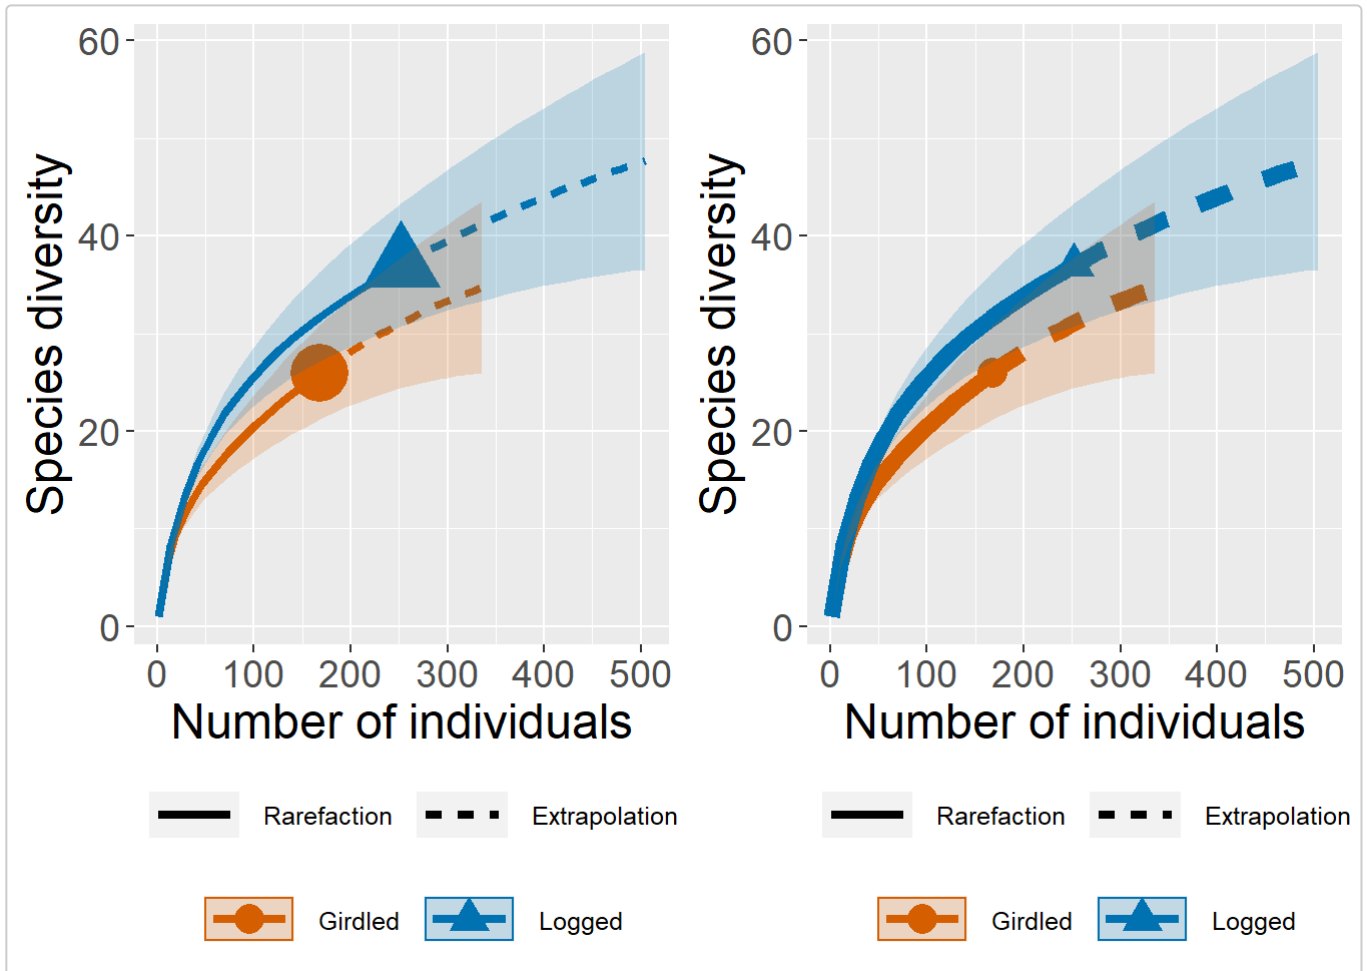 60
40
20
0
Species diversity
0 100 200 300 400 500
Number of individuals
Rarefaction Extrapolation
Girdled Logged
60
40
20
0
Species diversity
0 100 200 300 400 500
Number of individuals
Rarefaction Extrapolation
Girdled Logged